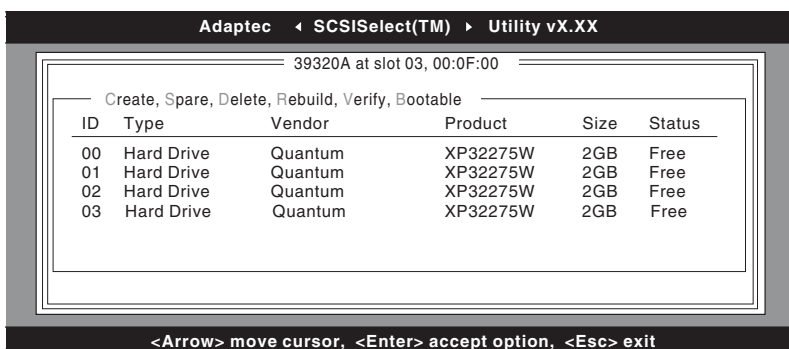 Adaptec ◂ SCSISelect(TM) ▸ Utility vX.XX
39320A at slot 03, 00:0F:00
Create, Spare, Delete, Rebuild, Verify, Bootable
ID Type Vendor Product Size Status
00 Hard Drive Quantum XP32275W 2GB Free
01 Hard Drive Quantum XP32275W 2GB Free
02 Hard Drive Quantum XP32275W 2GB Free
03 Hard Drive Quantum XP32275W 2GB Free
<Arrow> move cursor, <Enter> accept option, <Esc> exit